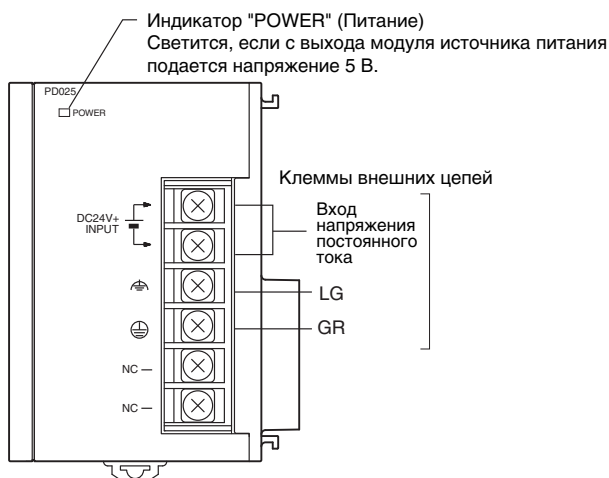 Индикатор "POWER" (Питание)
Светится, если с выхода модуля источника питания
подается напряжение 5 В.
PD025
POWER
Клеммы внешних цепей
DC24V+
INPUT
Вход
напряжения
постоянного
тока
LG
GR
NC
NC